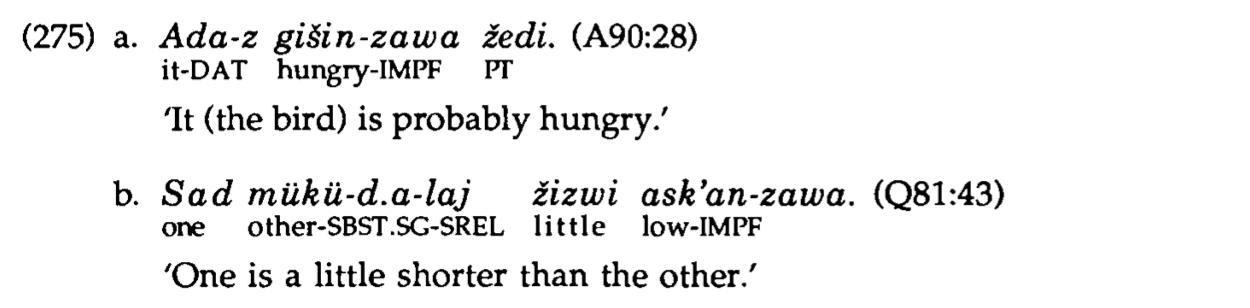 (275) a. Ada-z gišin-zawa žedi. (A90:28)
it-DAT hungry-IMPF PT
'It (the bird) is probably hungry.'
b. Sad mükü-d.a-laj žizwi ask'an-zawa. (Q81:43)
one other-SBST.SG-SREL little low-IMPF
'One is a little shorter than the other.'